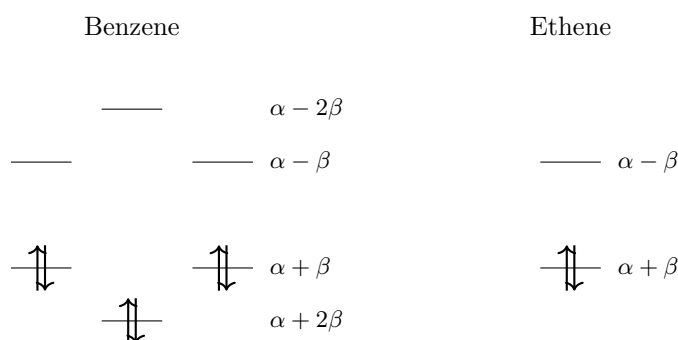 Benzene Ethene
α − 2β
α − β α − β
α + β α + β
α + 2β